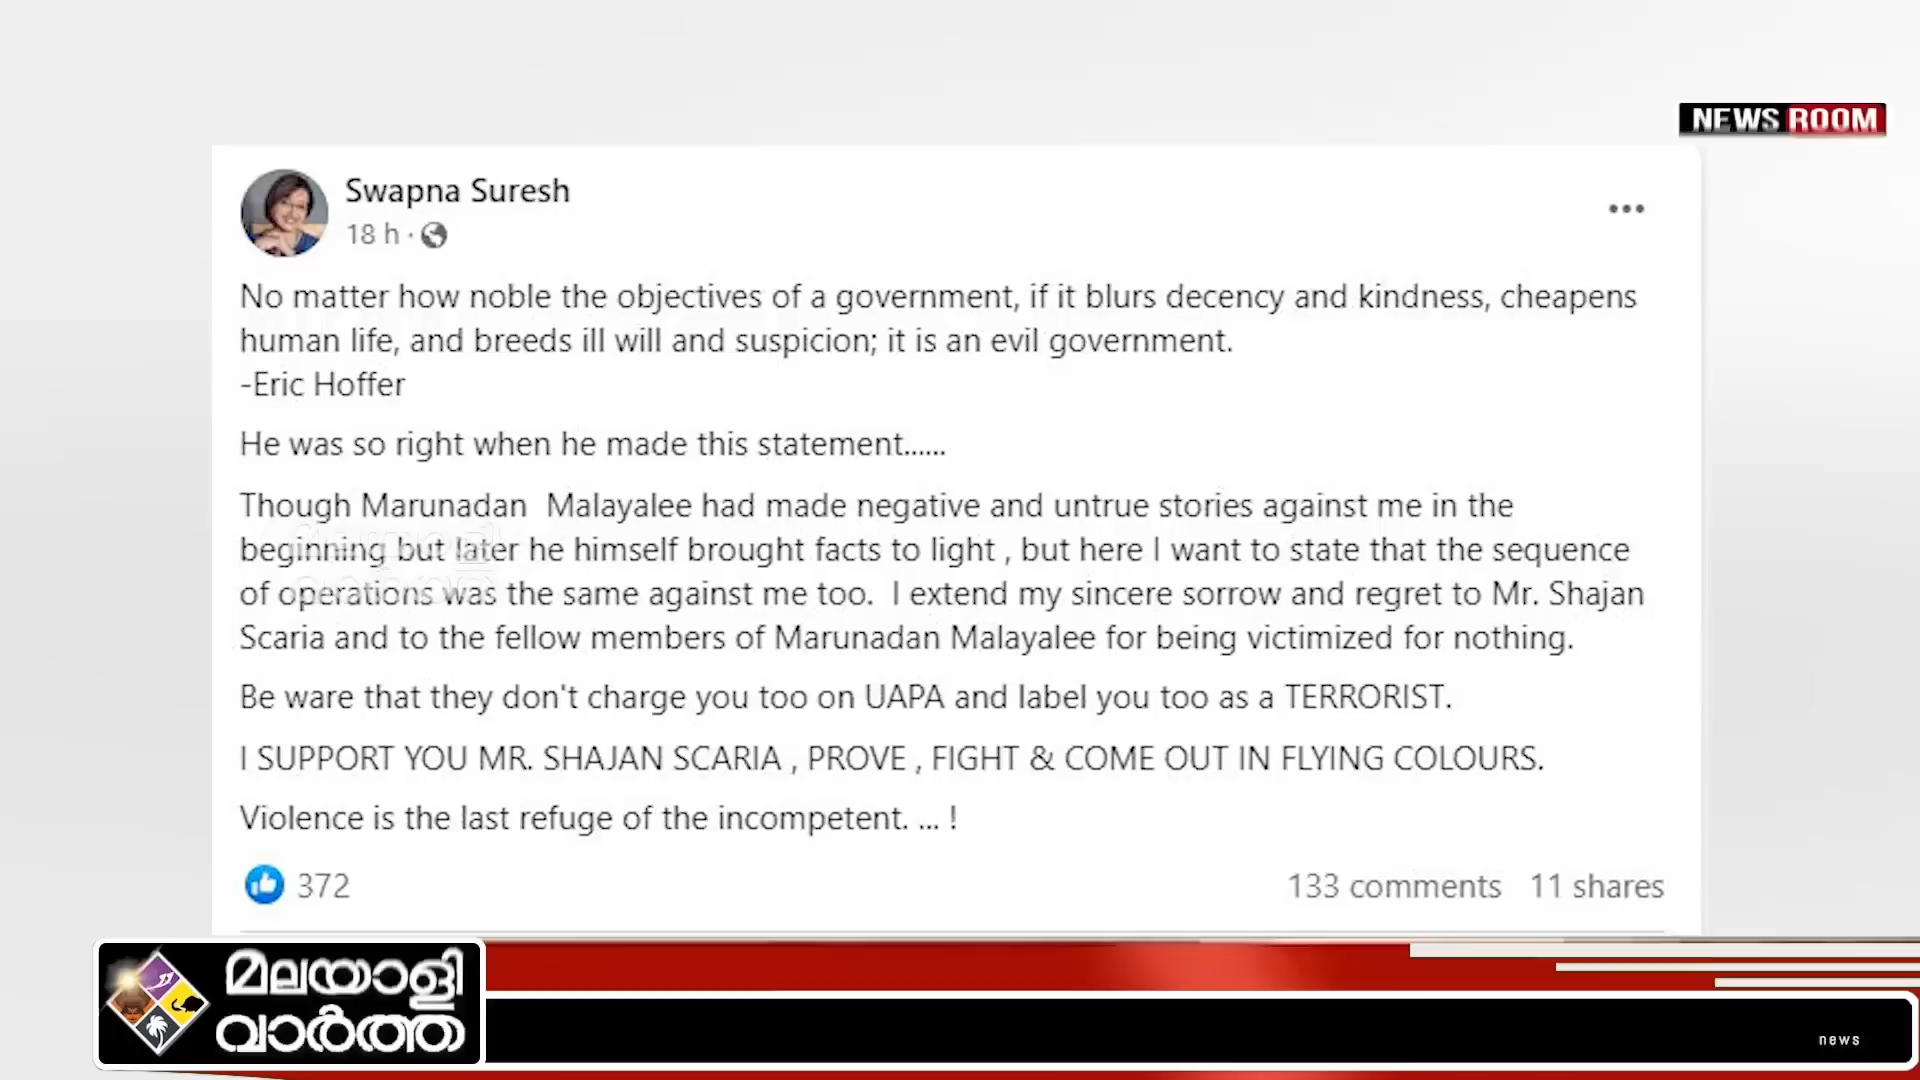 NEWS ROOM
Swapna Suresh
18 h ·
No matter how noble the objectives of a government, if it blurs decency and kindness, cheapens
human life, and breeds ill will and suspicion; it is an evil government.
-Eric Hoffer
He was so right when he made this statement......
Though Marunadan  Malayalee had made negative and untrue stories against me in the
beginning but later he himself brought facts to light , but here I want to state that the sequence
of operations was the same against me too.  I extend my sincere sorrow and regret to Mr. Shajan
Scaria and to the fellow members of Marunadan Malayalee for being victimized for nothing.
Be ware that they don't charge you too on UAPA and label you too as a TERRORIST.
I SUPPORT YOU MR. SHAJAN SCARIA , PROVE , FIGHT & COME OUT IN FLYING COLOURS.
Violence is the last refuge of the incompetent. ... !
372
133 comments 11 shares
മലയാളി
വാർത്ത
news